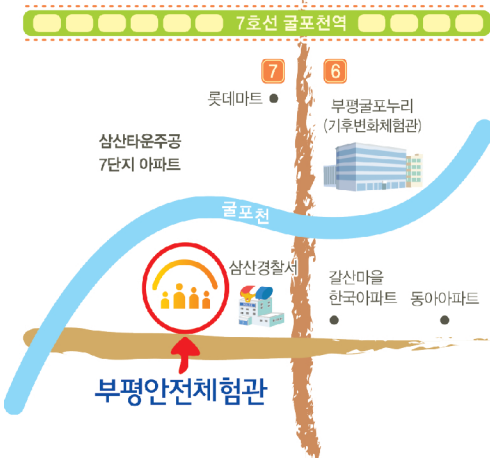 7호선 굴포천역
7
6
롯데마트
부평굴포누리
(기후변화체험관)
삼산타운주공
7단지 아파트
굴포천
삼산경찰서
갈산마을
한국아파트
동아아파트
부평안전체험관